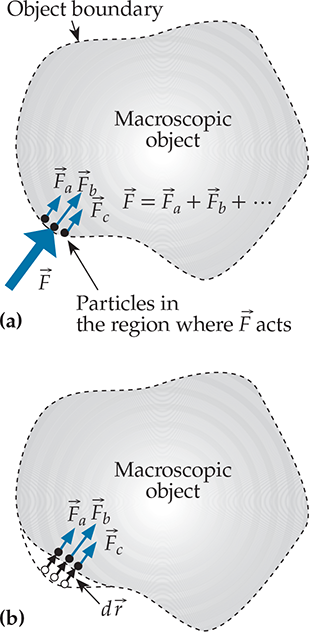 Object boundary
Macroscopic
object
F⃗a F⃗b
F⃗c
F⃗ = F⃗a + F⃗b + ⋯
F⃗
Particles in
the region where F⃗ acts
(a)
Macroscopic
object
F⃗a F⃗b
F⃗c
dr⃗
(b)